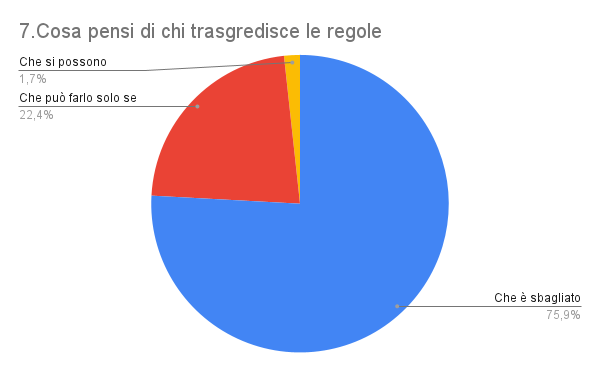 7.Cosa pensi di chi trasgredisce le regole
Che si possono
1,7%
Che può farlo solo se
22,4%
Che è sbagliato
75,9%